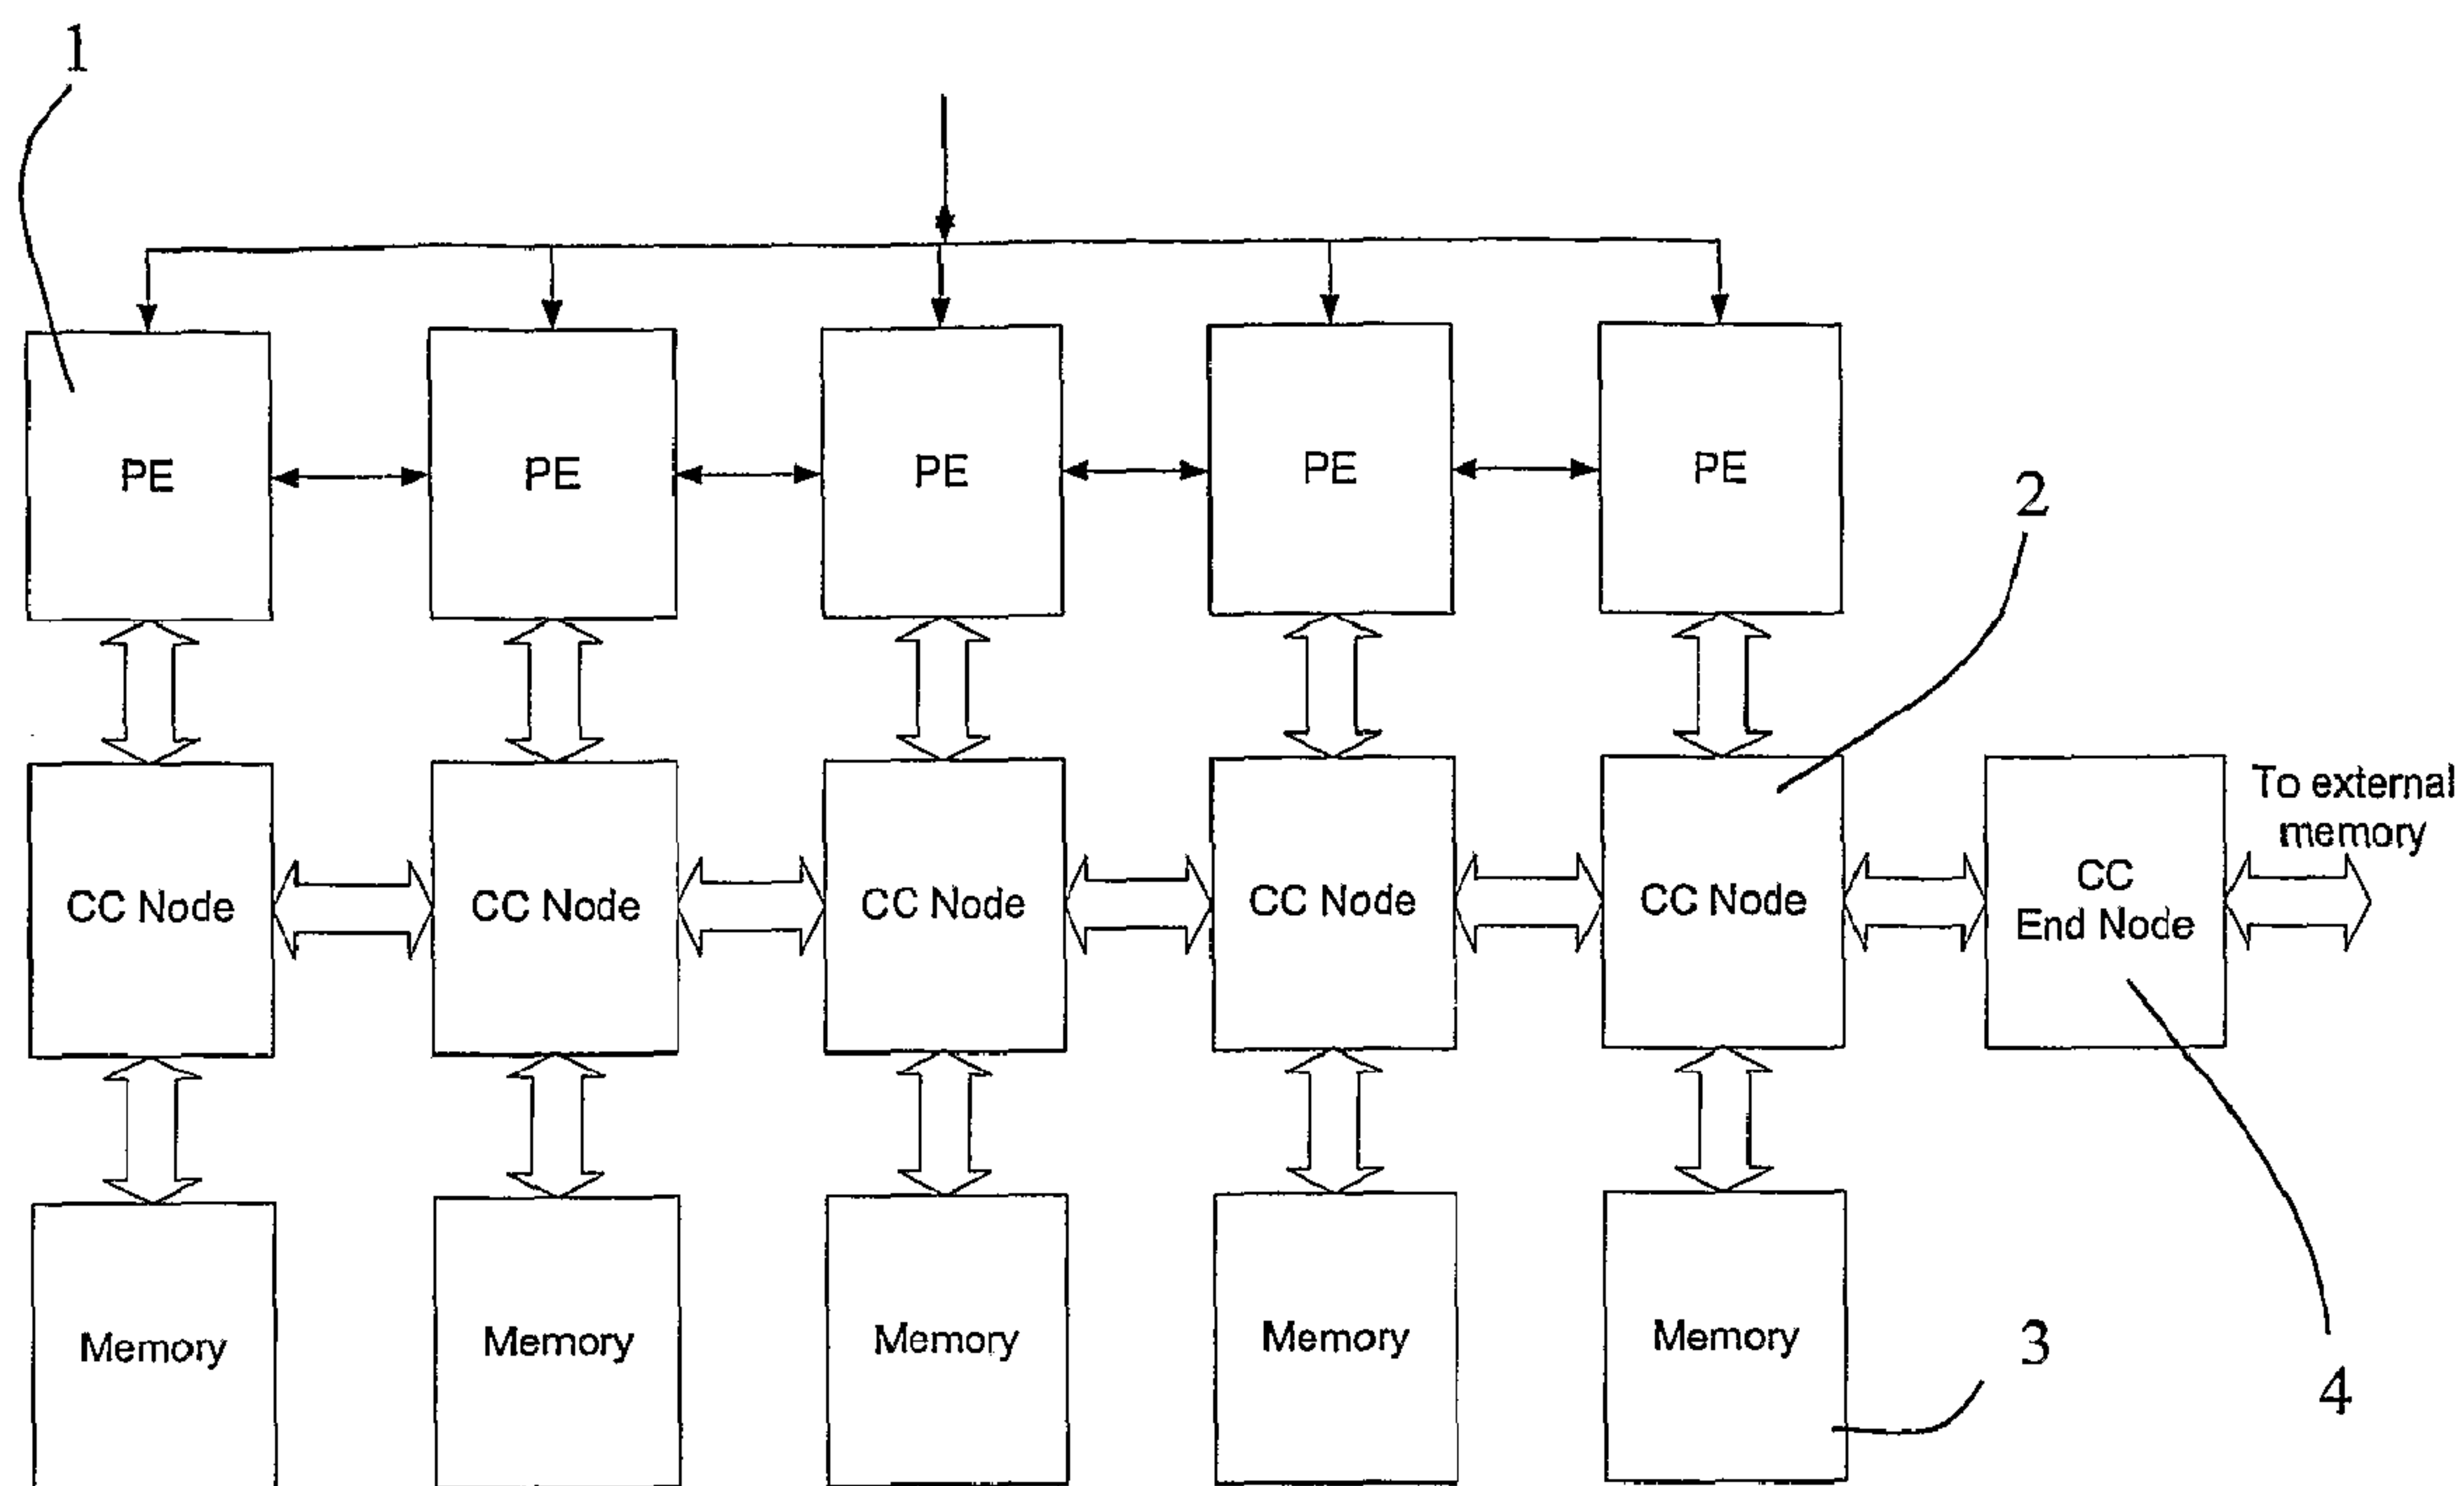 1
PE
PE
PE
PE
PE
2
To external
memory
CC Node
CC Node
CC Node
CC Node
CC Node
CC
End Node
Memory
Memory
Memory
Memory
Memory
3
4